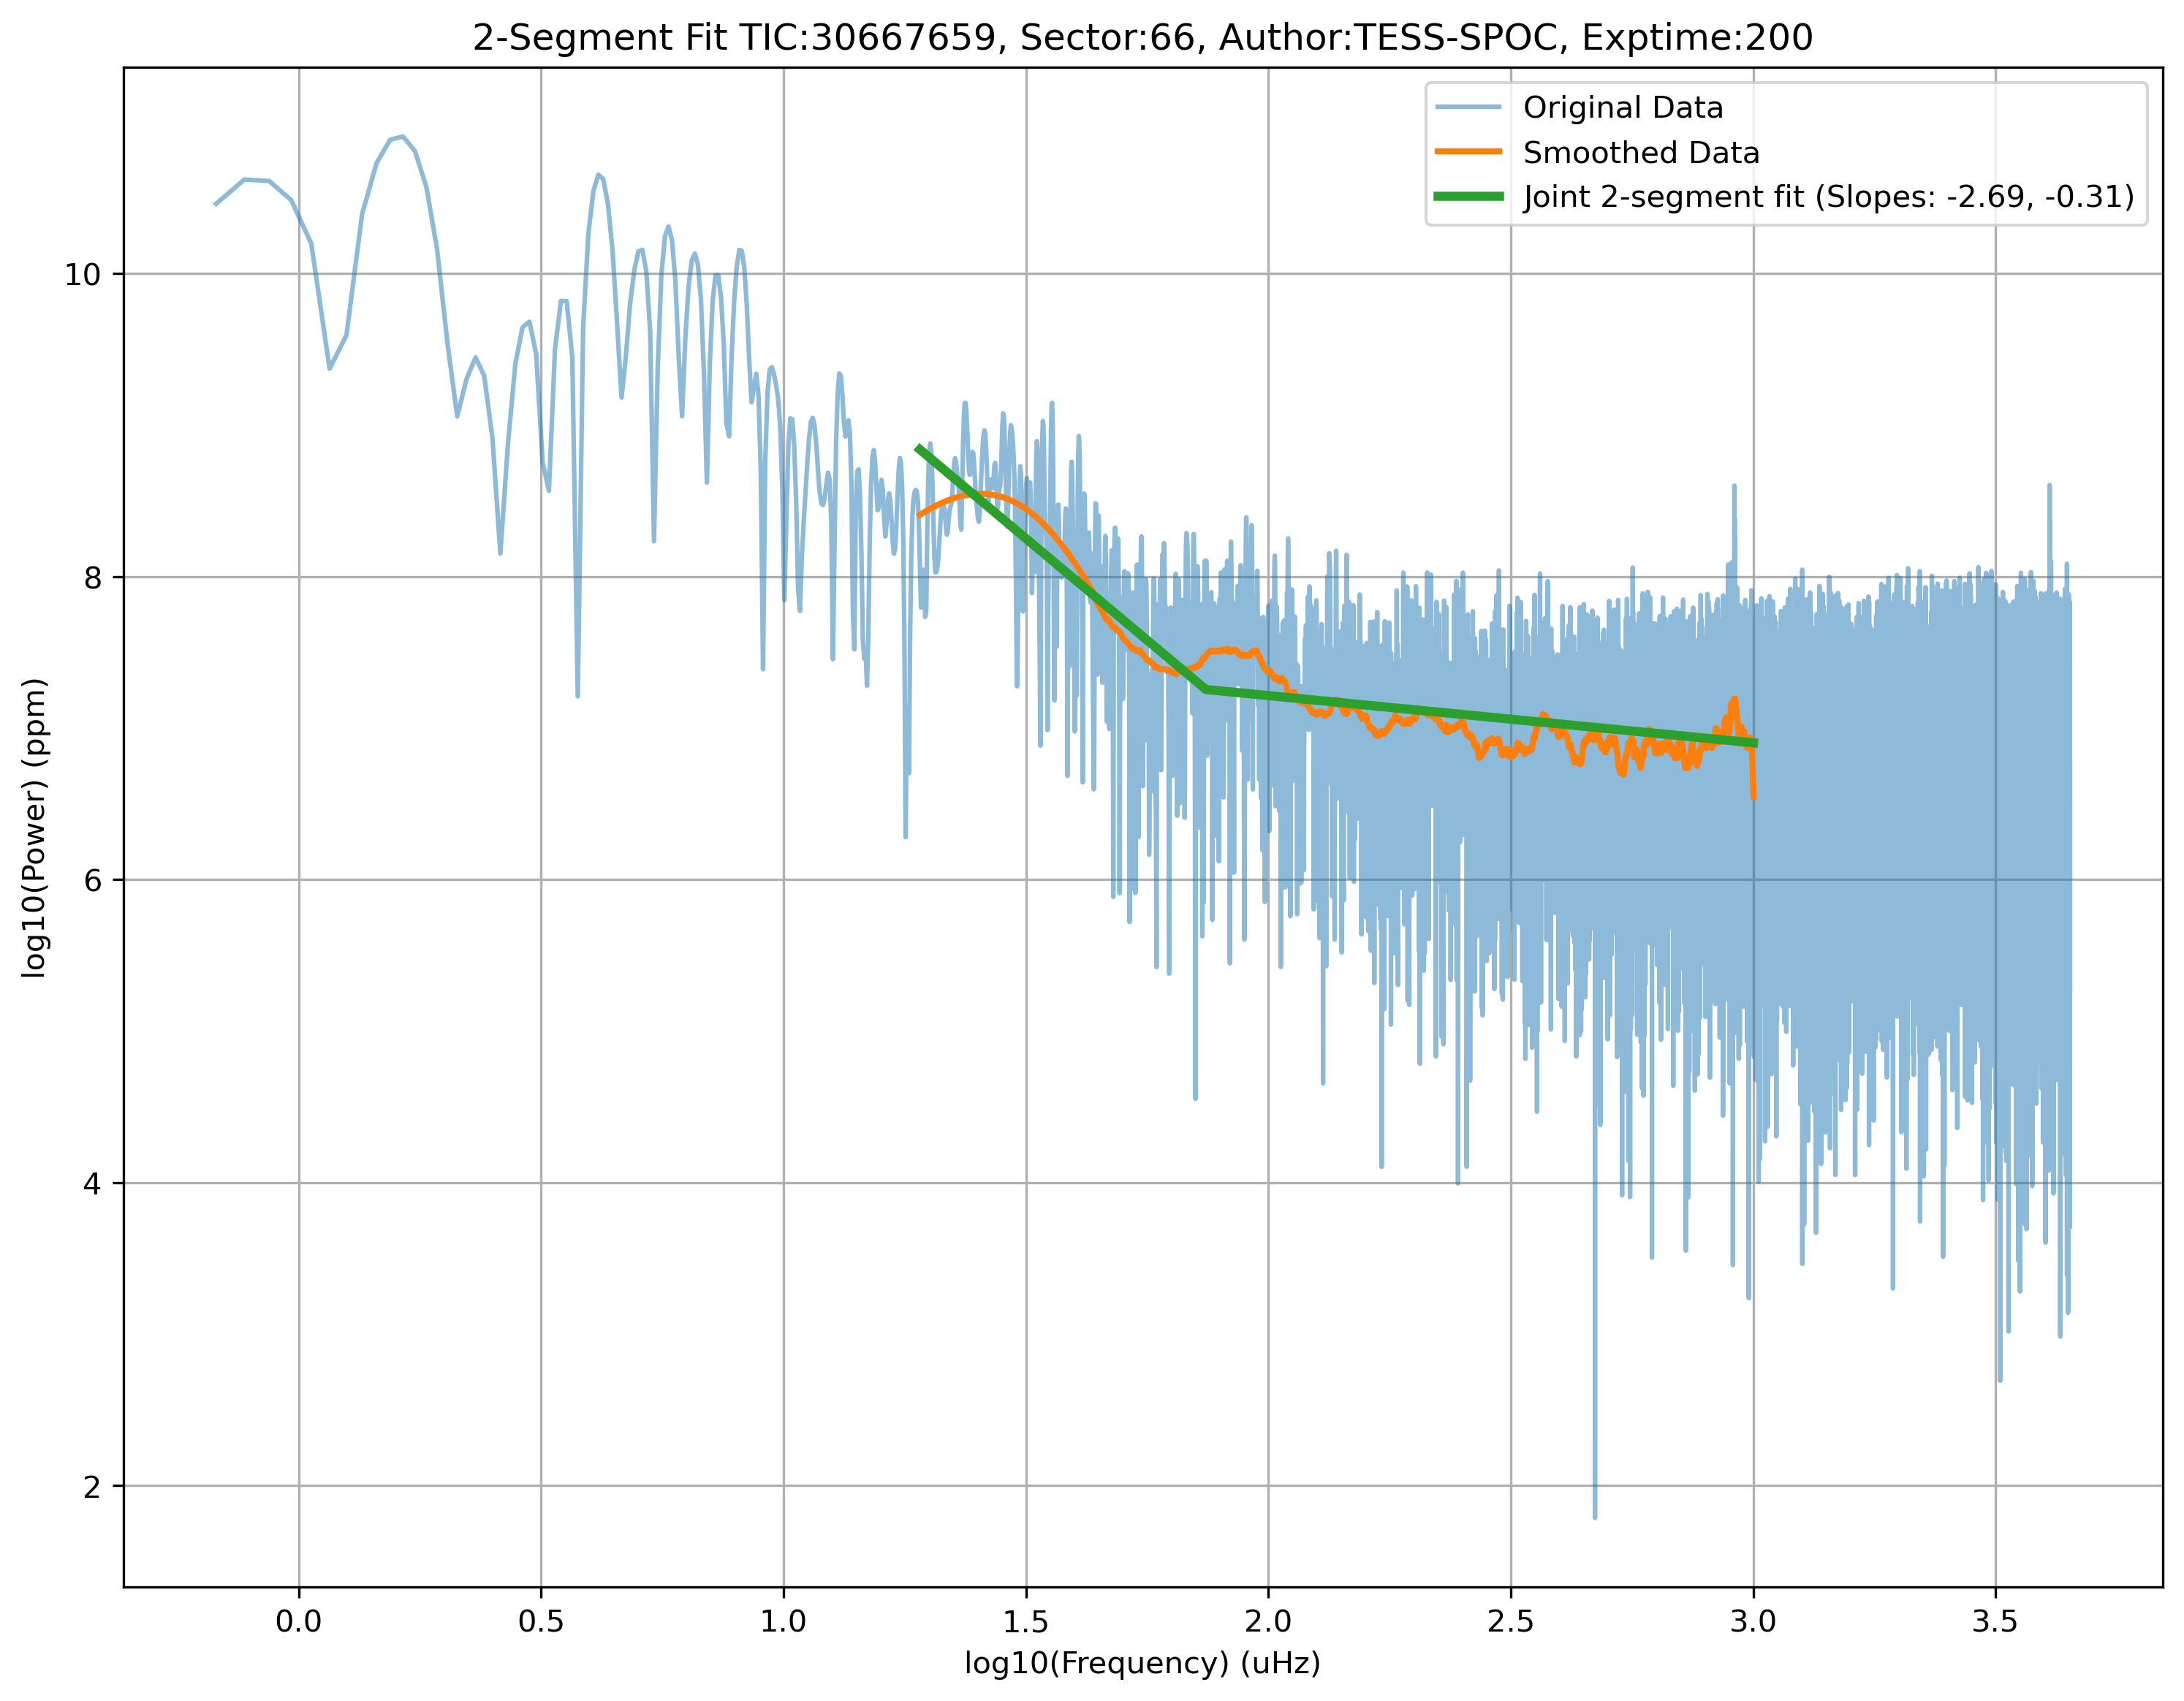 2-Segment Fit TIC:30667659, Sector:66, Author:TESS-SPOC, Exptime:200
Original Data
Smoothed Data
Joint 2-segment fit (Slopes: -2.69, -0.31)
log10(Power) (ppm)
10
8
6
4
2
0.0 0.5 1.0 1.5 2.0 2.5 3.0 3.5
log10(Frequency) (uHz)